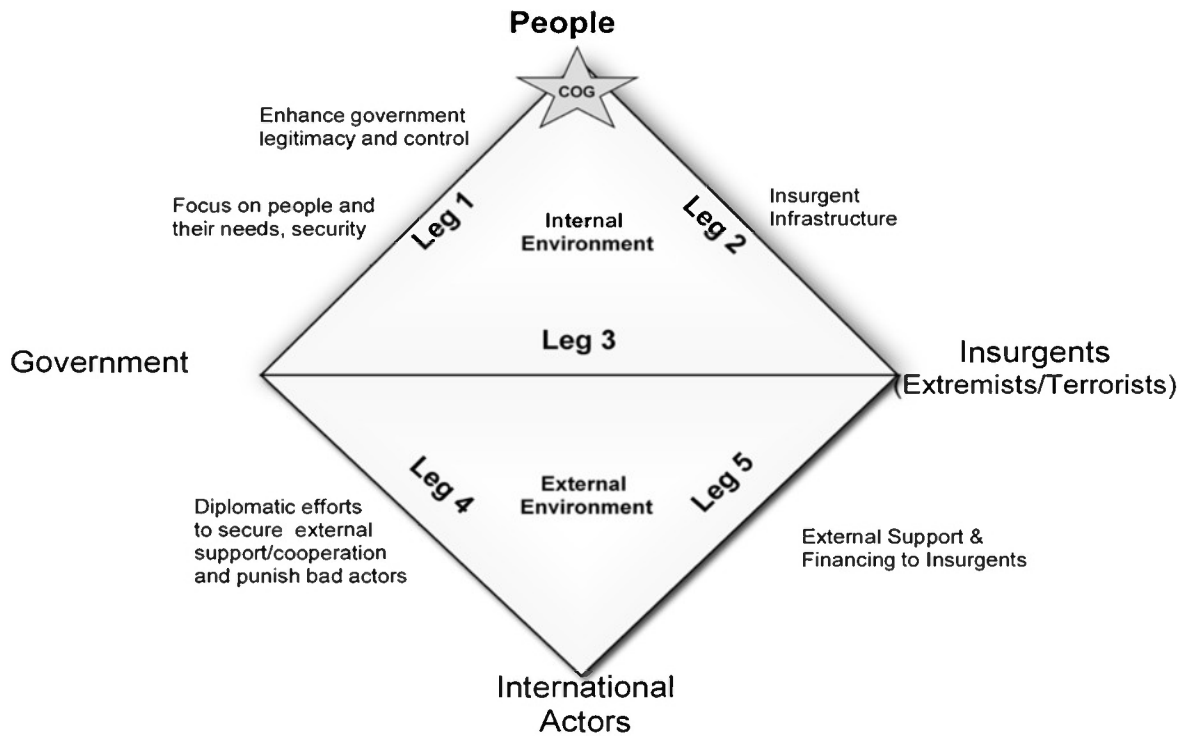 People
COG
Enhance government
legitimacy and control
Focus on people and
their needs, security
Leg 1
Internal
Environment
Leg 2
Insurgent
Infrastructure
Leg 3
Government
Insurgents
(Extremists/Terrorists)
Leg 4
External
Environment
Leg 5
Diplomatic efforts
to secure external
support/cooperation
and punish bad actors
External Support &
Financing to Insurgents
International
Actors